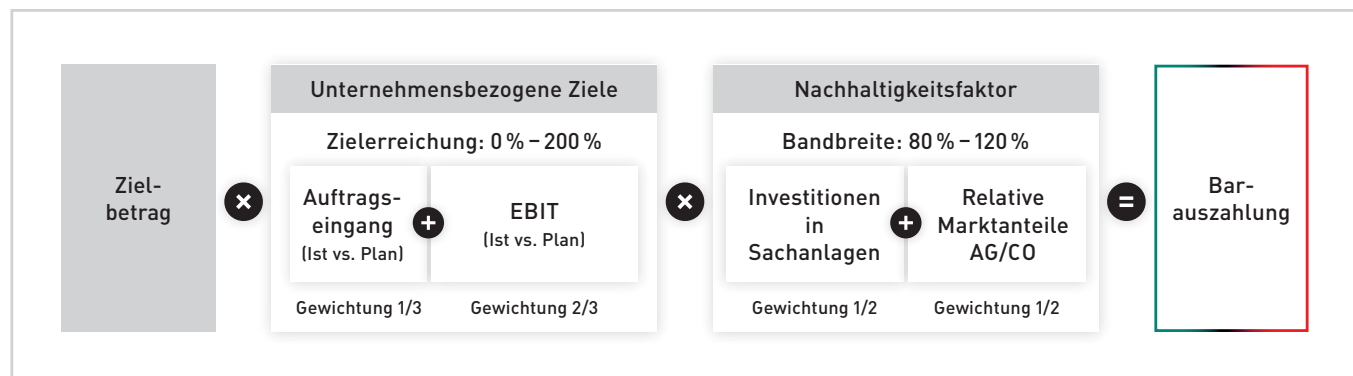 Ziel-
betrag
×
Unternehmensbezogene Ziele
Zielerreichung: 0 % – 200 %
Auftrags-
eingang
(Ist vs. Plan)
+
EBIT
(Ist vs. Plan)
Gewichtung 1/3
Gewichtung 2/3
×
Nachhaltigkeitsfaktor
Bandbreite: 80 % – 120 %
Investitionen
in
Sachanlagen
+
Relative
Marktanteile
AG/CO
Gewichtung 1/2
Gewichtung 1/2
=
Bar-
auszahlung